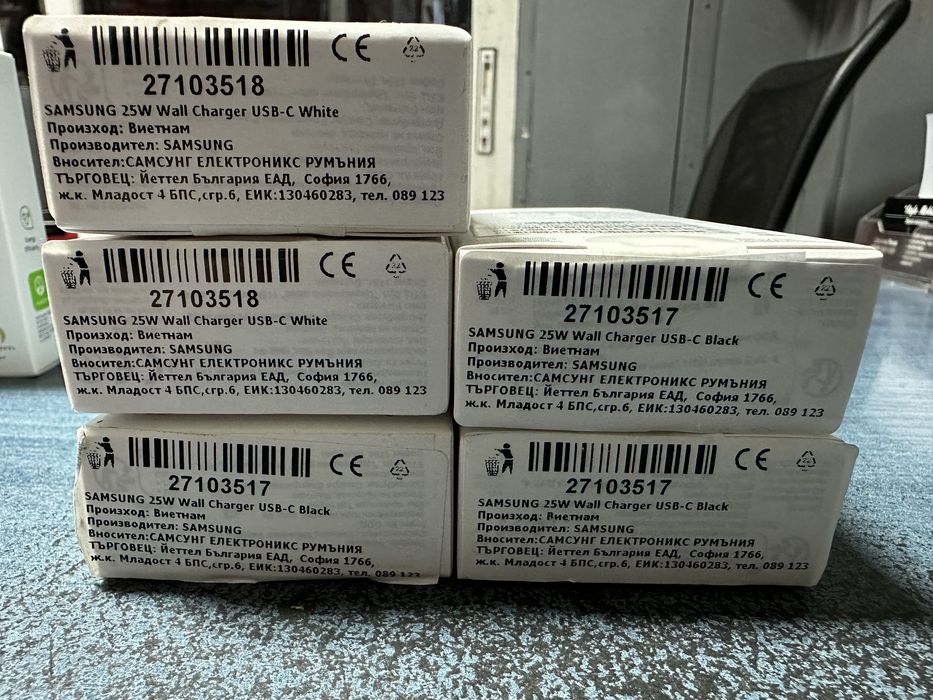 27103518
SAMSUNG 25W Wall Charger USB-C White
Произход: Виетнам
Производител: SAMSUNG
Вносител:САМСУНГ ЕЛЕКТРОНИКС РУМЪНИЯ
ТЪРГОВЕЦ: Йеттел България ЕАД, София 1766,
ж.к. Младост 4 БПС,сгр.6, ЕИК:130460283, тел. 089 123
27103518
SAMSUNG 25W Wall Charger USB-C White
Произход: Виетнам
Производител: SAMSUNG
Вносител:САМСУНГ ЕЛЕКТРОНИКС РУМЪНИЯ
ТЪРГОВЕЦ: Йеттел България ЕАД, София 1766,
ж.к. Младост 4 БПС,сгр.6, ЕИК:130460283, тел. 089 123
27103517
SAMSUNG 25W Wall Charger USB-C Black
Произход: Виетнам
Производител: SAMSUNG
Вносител:САМСУНГ ЕЛЕКТРОНИКС РУМЪНИЯ
ТЪРГОВЕЦ: Йеттел България ЕАД, София 1766,
ж.к. Младост 4 БПС,сгр.6, ЕИК:130460283, тел. 089 123
27103517
SAMSUNG 25W Wall Charger USB-C Black
Произход: Виетнам
Производител: SAMSUNG
Вносител:САМСУНГ ЕЛЕКТРОНИКС РУМЪНИЯ
ТЪРГОВЕЦ: Йеттел България ЕАД, София 1766,
ж.к. Младост 4 БПС,сгр.6, ЕИК:130460283, тел. 089 123
27103517
SAMSUNG 25W Wall Charger USB-C Black
Произход: Виетнам
Производител: SAMSUNG
Вносител:САМСУНГ ЕЛЕКТРОНИКС РУМЪНИЯ
ТЪРГОВЕЦ: Йеттел България ЕАД, София 1766,
ж.к. Младост 4 БПС,сгр.6, ЕИК:130460283, тел. 089 123